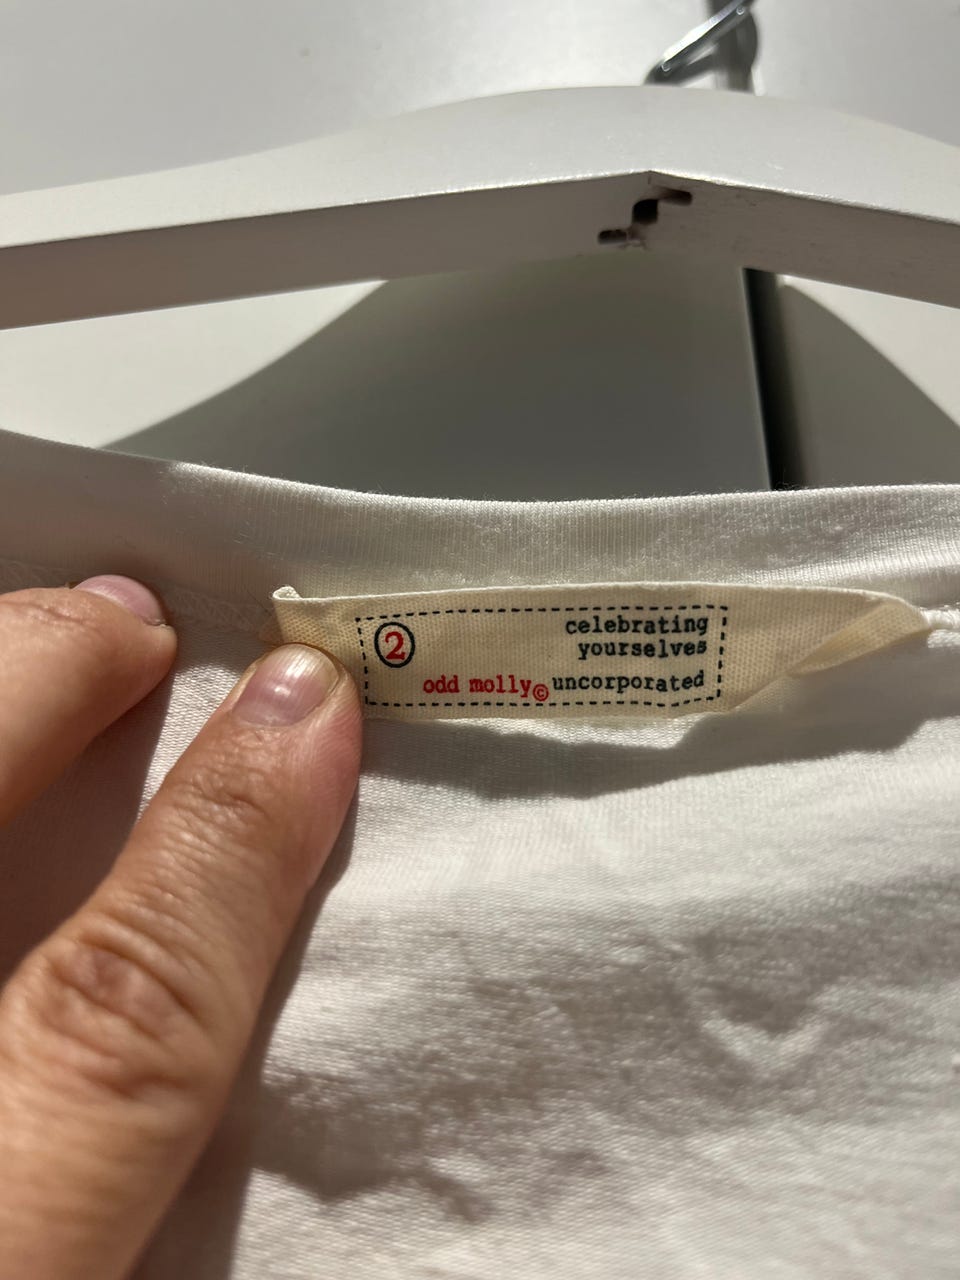 2
celebrating
yourselves
odd molly© uncorporated